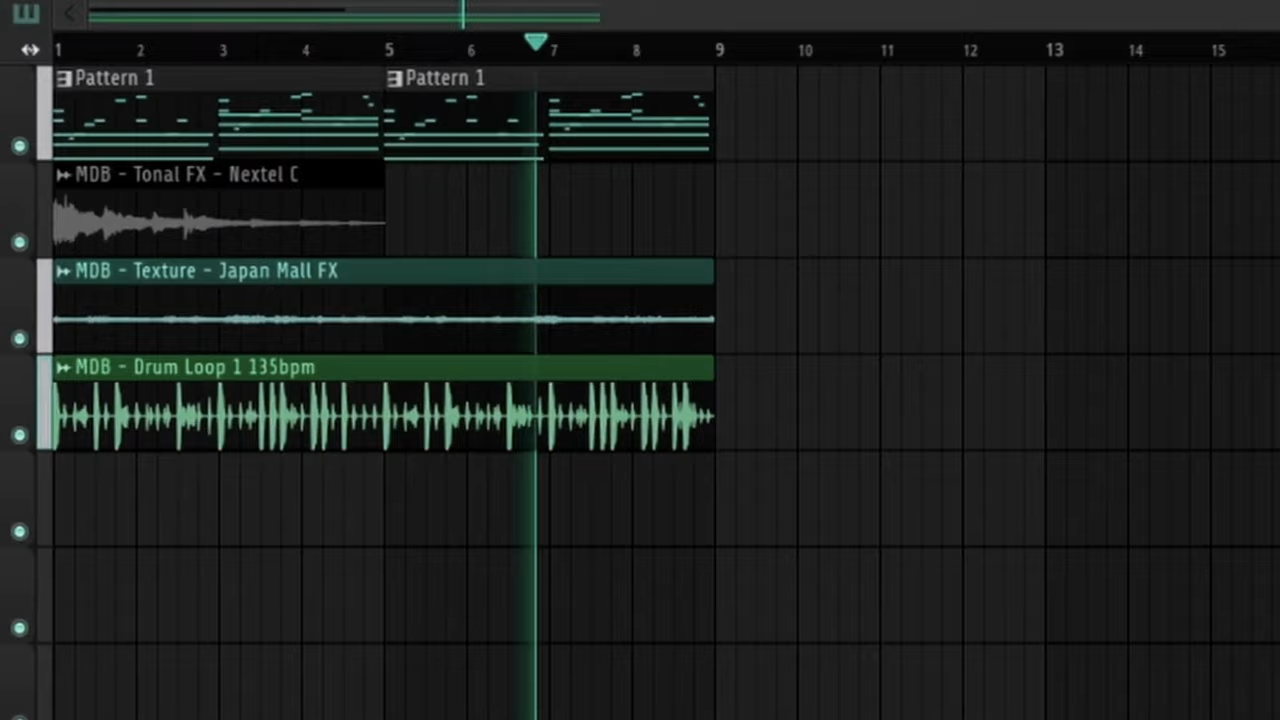 1 2 3 4 5 6 7 8 9 10 11 12 13 14 15
Pattern 1 Pattern 1
MDB - Tonal FX - Nextel C
MDB - Texture - Japan Mall FX
MDB - Drum Loop 1 135bpm